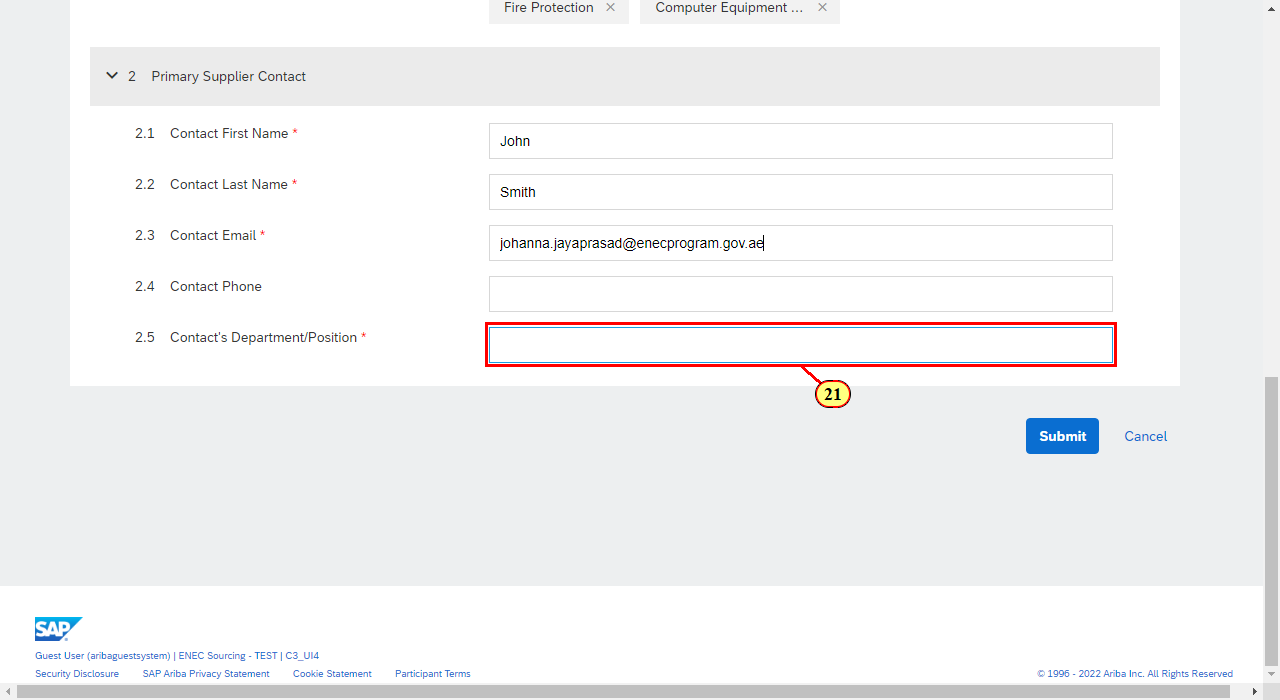 Fire Protection × Computer Equipment ... ×
2 Primary Supplier Contact
2.1 Contact First Name * John
2.2 Contact Last Name * Smith
2.3 Contact Email * johanna.jayaprasad@enecprogram.gov.ae
2.4 Contact Phone
2.5 Contact's Department/Position *
21
Submit Cancel
SAP
Guest User (aribaguestsystem) | ENEC Sourcing - TEST | C3_UI4
Security Disclosure SAP Ariba Privacy Statement Cookie Statement Participant Terms © 1996 - 2022 Ariba Inc. All Rights Reserved